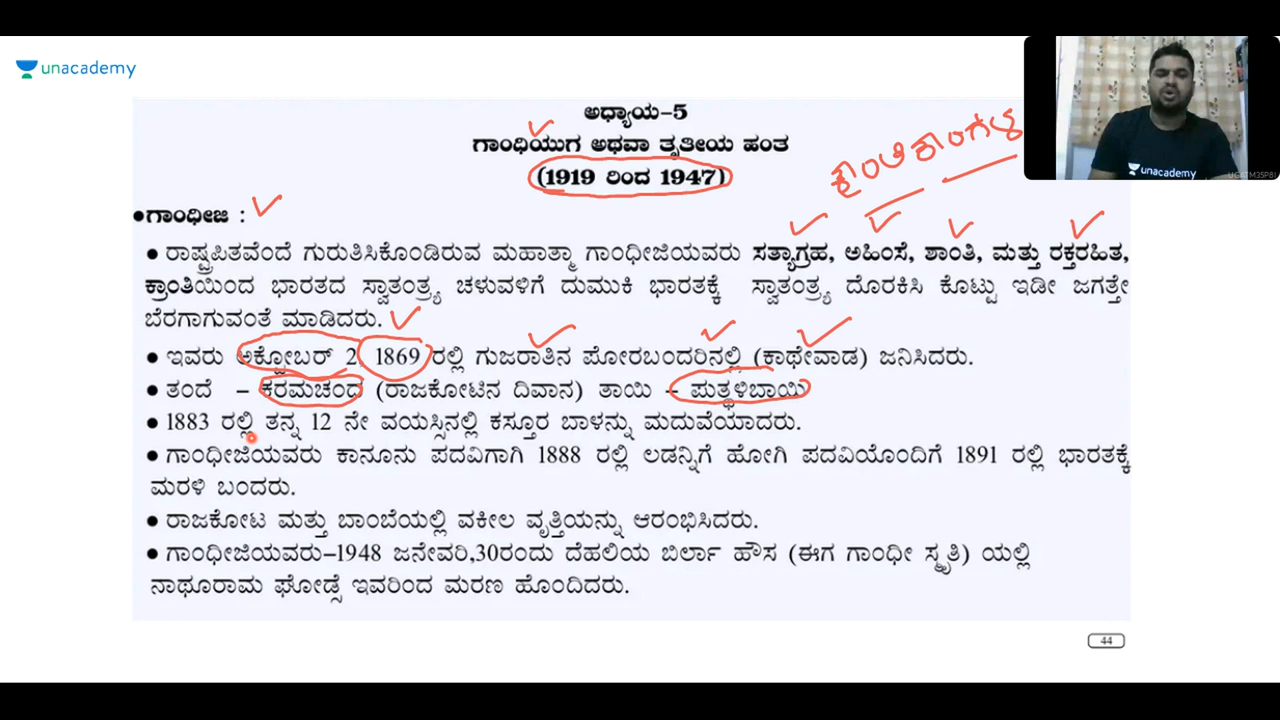 unacademy
ಅಧ್ಯಾಯ-5
ಗಾಂಧಿಯುಗ ಅಥವಾ ತೃತೀಯ ಹಂತ
(1919 ರಿಂದ 1947)
ಕ್ರಾಂತಿಕಾರಿಗಳ
unacademy
●ಗಾಂಧೀಜಿ :
● ರಾಷ್ಟ್ರಪಿತವೆಂದೆ ಗುರುತಿಸಿಕೊಂಡಿರುವ ಮಹಾತ್ಮಾ ಗಾಂಧೀಜಿಯವರು ಸತ್ಯಾಗ್ರಹ, ಅಹಿಂಸೆ, ಶಾಂತಿ, ಮತ್ತು ರಕ್ತರಹಿತ,
ಕ್ರಾಂತಿಯಿಂದ ಭಾರತದ ಸ್ವಾತಂತ್ರ್ಯ ಚಳುವಳಿಗೆ ದುಮುಕಿ ಭಾರತಕ್ಕೆ ಸ್ವಾತಂತ್ರ್ಯ ದೊರಕಿಸಿ ಕೊಟ್ಟು ಇಡೀ ಜಗತ್ತೇ
ಬೆರಗಾಗುವಂತೆ ಮಾಡಿದರು.
● ಇವರು ಅಕ್ಟೋಬರ್ 2 1869 ರಲ್ಲಿ ಗುಜರಾತಿನ ಪೋರಬಂದರಿನಲ್ಲಿ (ಕಾಥೇವಾಡ) ಜನಿಸಿದರು.
● ತಂದೆ – ಕರಮಚಂದ (ರಾಜಕೋಟಿನ ದಿವಾನ) ತಾಯಿ – ಪುತ್ಥಳಿಬಾಯಿ
● 1883 ರಲ್ಲಿ ತನ್ನ 12 ನೇ ವಯಸ್ಸಿನಲ್ಲಿ ಕಸ್ತೂರ ಬಾಳನ್ನು ಮದುವೆಯಾದರು.
● ಗಾಂಧೀಜಿಯವರು ಕಾನೂನು ಪದವಿಗಾಗಿ 1888 ರಲ್ಲಿ ಲಡನ್ನಿಗೆ ಹೋಗಿ ಪದವಿಯೊಂದಿಗೆ 1891 ರಲ್ಲಿ ಭಾರತಕ್ಕೆ
ಮರಳಿ ಬಂದರು.
● ರಾಜಕೋಟ ಮತ್ತು ಬಾಂಬೆಯಲ್ಲಿ ವಕೀಲ ವೃತ್ತಿಯನ್ನು ಆರಂಭಿಸಿದರು.
● ಗಾಂಧೀಜಿಯವರು–1948 ಜನೇವರಿ,30ರಂದು ದೆಹಲಿಯ ಬಿರ್ಲಾ ಹೌಸ (ಈಗ ಗಾಂಧೀ ಸ್ಮೃತಿ) ಯಲ್ಲಿ
ನಾಥೂರಾಮ ಘೋಡ್ಸೆ ಇವರಿಂದ ಮರಣ ಹೊಂದಿದರು.
44